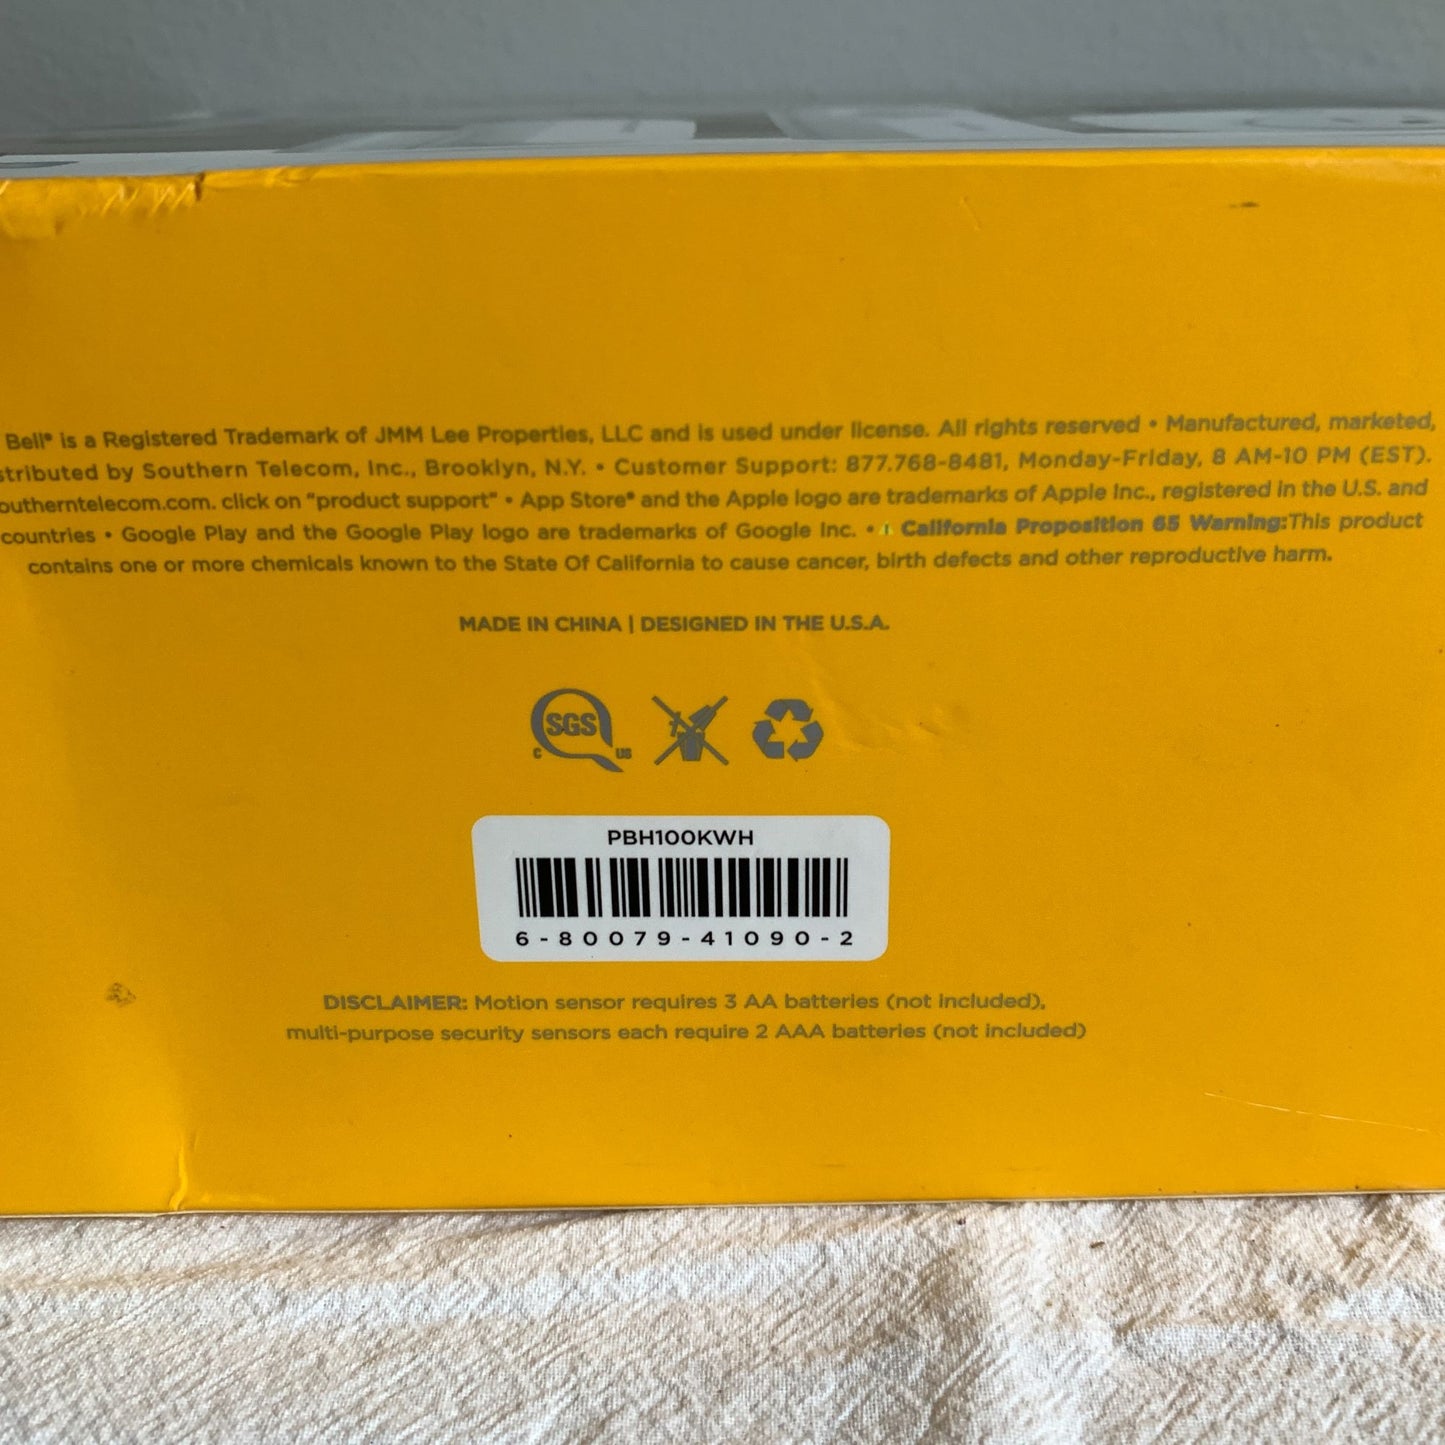 Bell® is a Registered Trademark of JMM Lee Properties, LLC and is used under license. All rights reserved • Manufactured, marketed,
stributed by Southern Telecom, Inc., Brooklyn, N.Y. • Customer Support: 877.768-8481, Monday-Friday, 8 AM-10 PM (EST).
outherntelecom.com. click on "product support" • App Store® and the Apple logo are trademarks of Apple Inc., registered in the U.S. and
countries • Google Play and the Google Play logo are trademarks of Google Inc. • ⚠ California Proposition 65 Warning:This product
contains one or more chemicals known to the State Of California to cause cancer, birth defects and other reproductive harm.
MADE IN CHINA | DESIGNED IN THE U.S.A.
SGS
C US
PBH100KWH
6-80079-41090-2
DISCLAIMER: Motion sensor requires 3 AA batteries (not included),
multi-purpose security sensors each require 2 AAA batteries (not included)